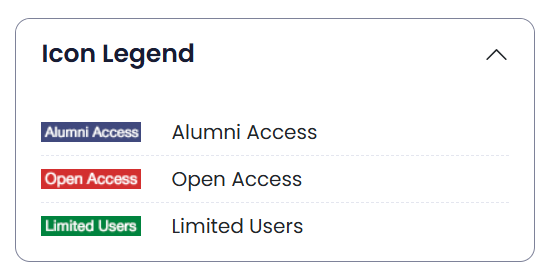 Icon Legend
Alumni Access Alumni Access
Open Access Open Access
Limited Users Limited Users